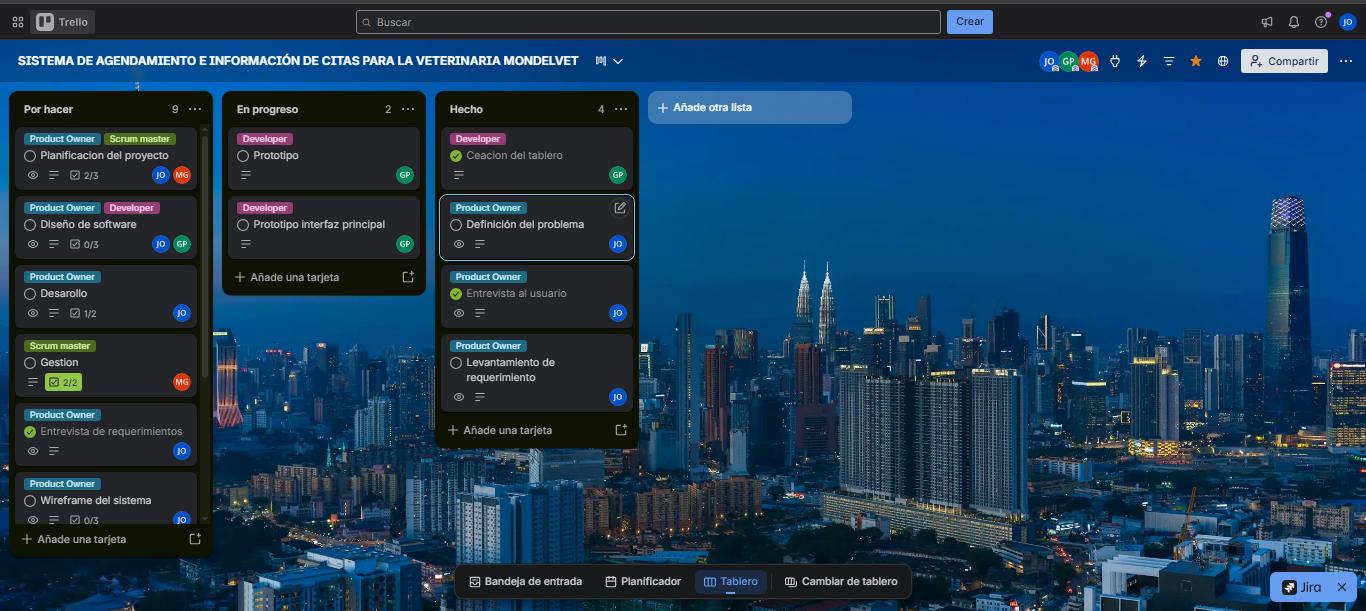 Trello
Buscar
Crear
JO
SISTEMA DE AGENDAMIENTO E INFORMACIÓN DE CITAS PARA LA VETERINARIA MONDELVET
JO GP MG
Compartir
Por hacer 9
Product Owner Scrum master
Planificacion del proyecto
2/3 JO MG
Product Owner Developer
Diseño de software
0/3 JO GP
Product Owner
Desarollo
1/2 JO
Scrum master
Gestion
2/2 MG
Product Owner
Entrevista de requerimientos
JO
Product Owner
Wireframe del sistema
0/3 JO
Añade una tarjeta
En progreso 2
Developer
Prototipo
GP
Developer
Prototipo interfaz principal
GP
Añade una tarjeta
Hecho 4
Developer
Ceacion del tablero
GP
Product Owner
Definición del problema
JO
Product Owner
Entrevista al usuario
JO
Product Owner
Levantamiento de
requerimiento
JO
Añade una tarjeta
Añade otra lista
Bandeja de entrada Planificador Tablero Cambiar de tablero
Jira